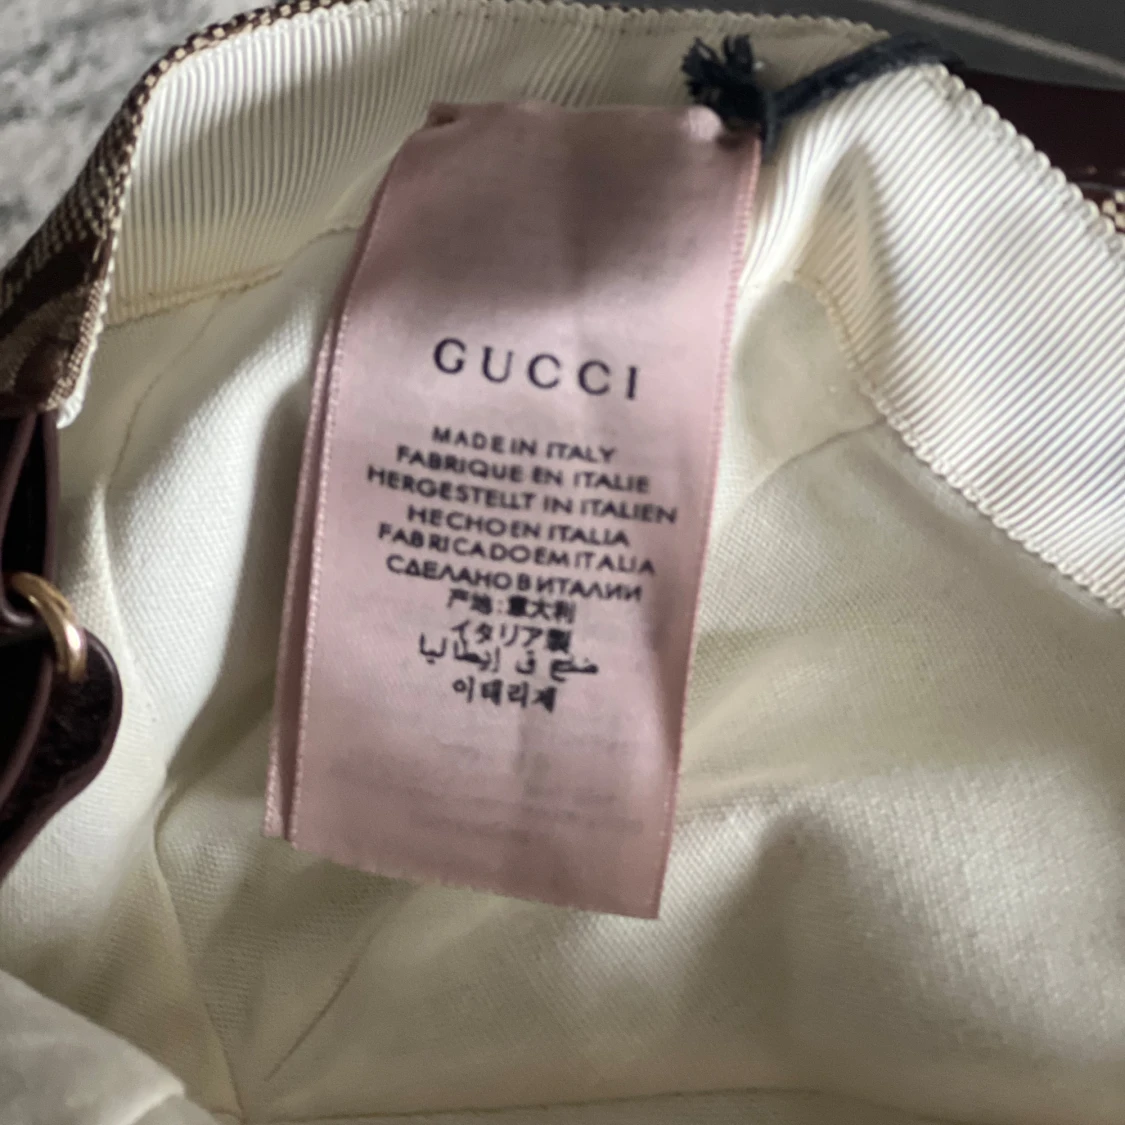 GUCCI
MADE IN ITALY
FABRIQUE EN ITALIE
HERGESTELLT IN ITALIEN
HECHO EN ITALIA
FABRICADO EM ITALIA
СДЕЛАНО В ИТАЛИИ
产地:意大利
イタリア製
صنع في إيطاليا
이태리제